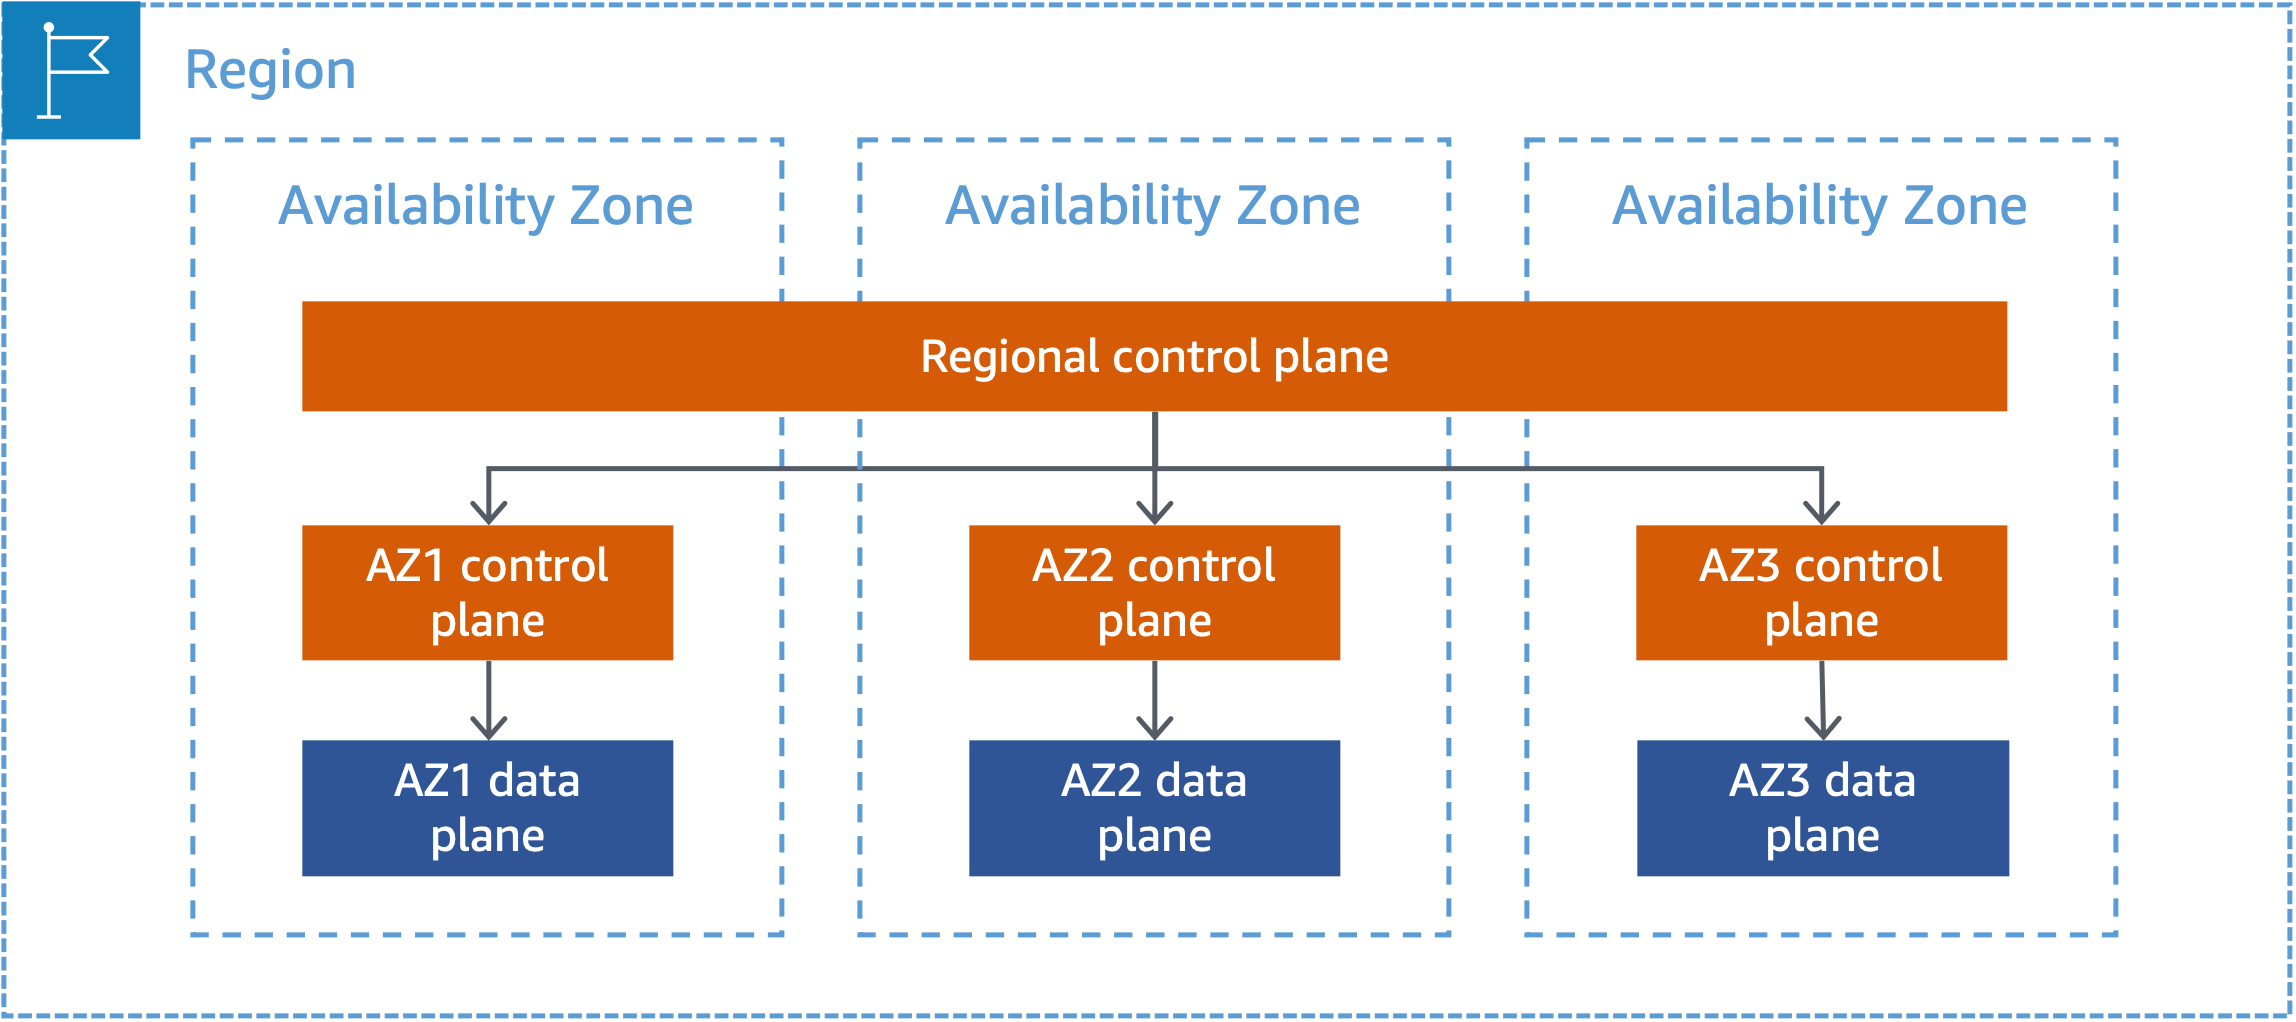 Region
Availability Zone
Availability Zone
Availability Zone
Regional control plane
AZ1 control
plane
AZ2 control
plane
AZ3 control
plane
AZ1 data
plane
AZ2 data
plane
AZ3 data
plane